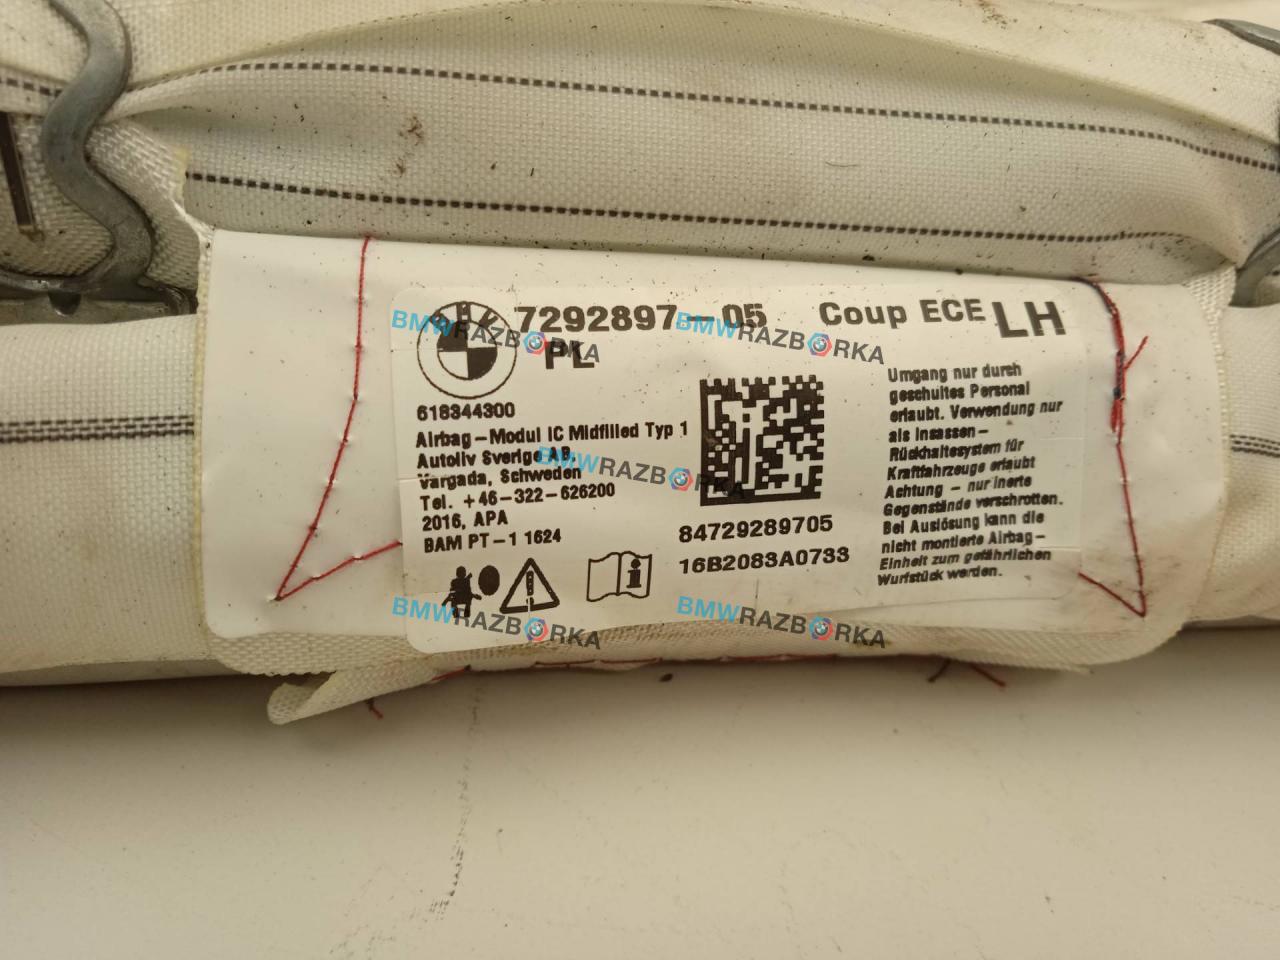 7292897-05 Coup ECE LH
PL
618344300
Airbag-Modul IC Midfilled Typ 1
Autoliv Sverige AB,
Vargada, Schweden
Tel. +46-322-626200
2016, APA
BAM PT-1 1624
84729289705
16B2083A0733
Umgang nur durch
geschultes Personal
erlaubt. Verwendung nur
als Insassen-
Rückhaltesystem für
Kraftfahrzeuge erlaubt
Achtung - nur inerte
Gegenstände verschrotten.
Bei Auslösung kann die
nicht montierte Airbag-
Einheit zum gefährlichen
Wurfstück werden.
BMWRAZBORKA
BMWRAZBORKA
BMWRAZBORKA
BMWRAZBORKA
BMWRAZBORKA